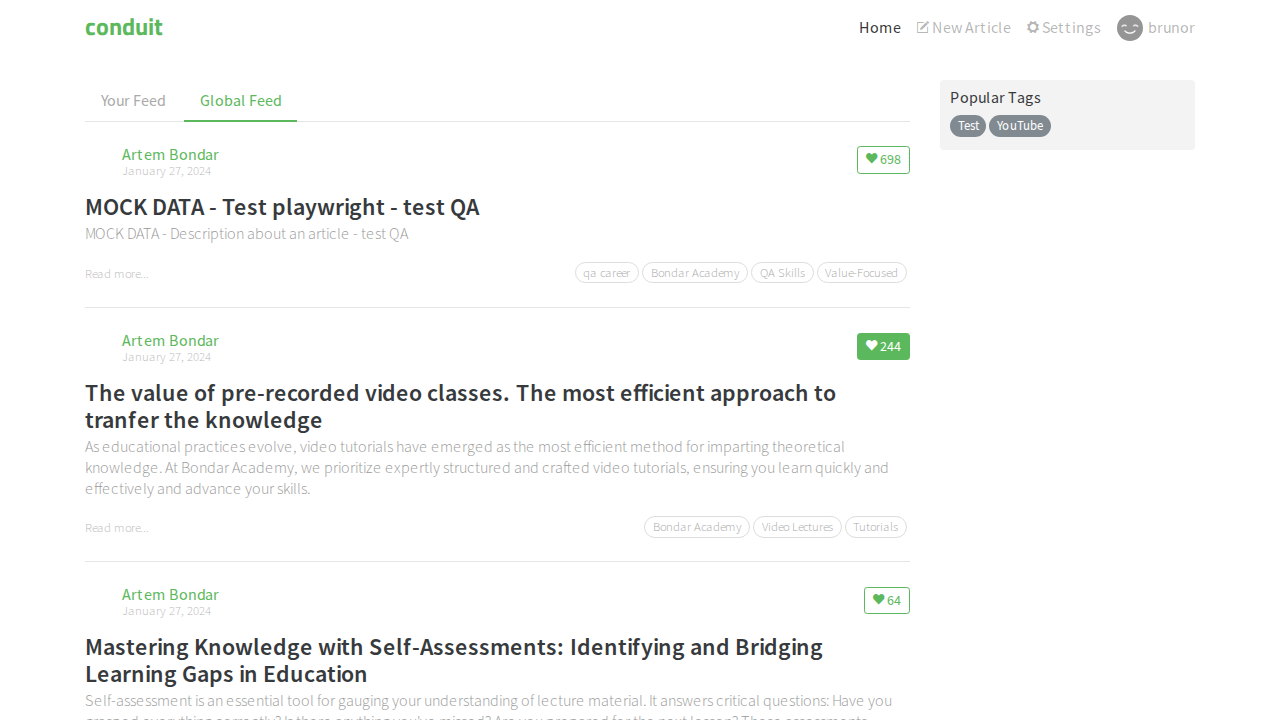 conduit
Home New Article Settings brunor
Your Feed Global Feed
Popular Tags
Test YouTube
Artem Bondar
January 27, 2024
698
MOCK DATA - Test playwright - test QA
MOCK DATA - Description about an article - test QA
Read more...
qa career Bondar Academy QA Skills Value-Focused
Artem Bondar
January 27, 2024
244
The value of pre-recorded video classes. The most efficient approach to
tranfer the knowledge
As educational practices evolve, video tutorials have emerged as the most efficient method for imparting theoretical
knowledge. At Bondar Academy, we prioritize expertly structured and crafted video tutorials, ensuring you learn quickly and
effectively and advance your skills.
Read more...
Bondar Academy Video Lectures Tutorials
Artem Bondar
January 27, 2024
64
Mastering Knowledge with Self-Assessments: Identifying and Bridging
Learning Gaps in Education
Self-assessment is an essential tool for gauging your understanding of lecture material. It answers critical questions: Have you